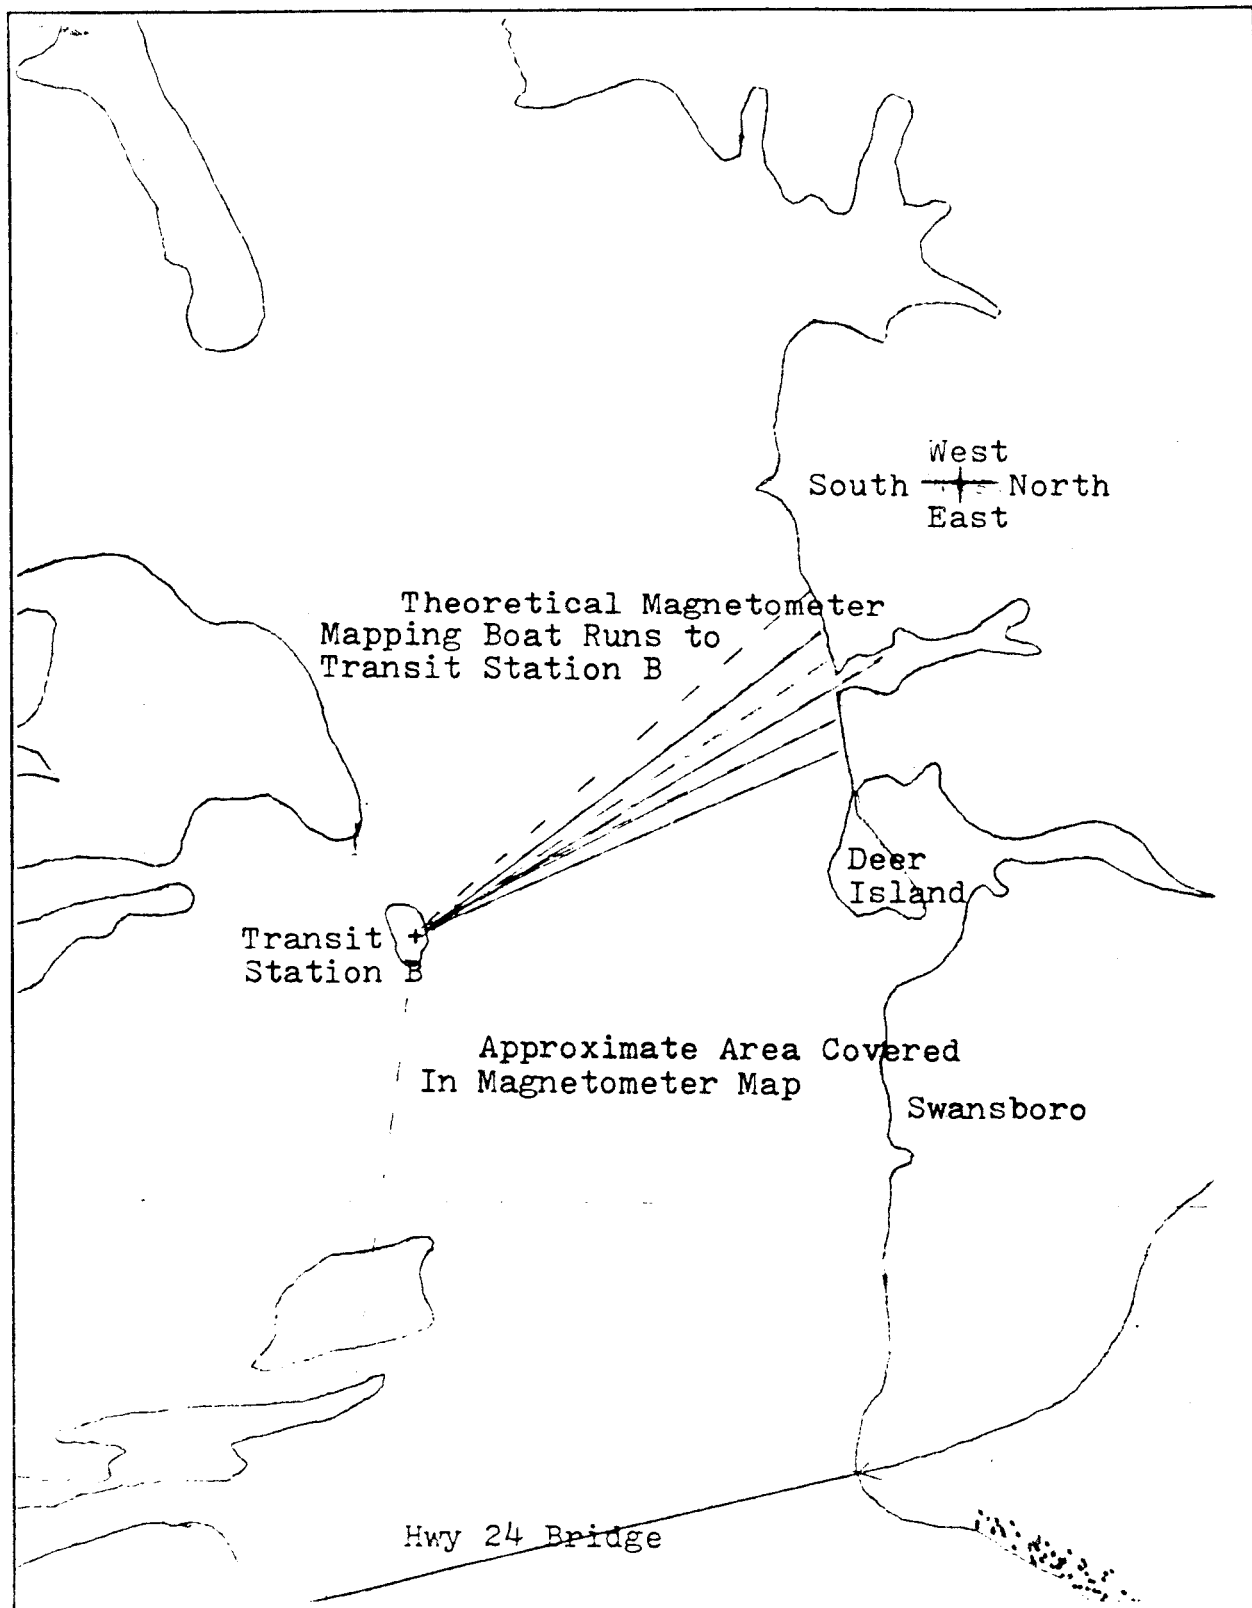 West
South North
East
Theoretical Magnetometer
Mapping Boat Runs to
Transit Station B
Deer
Island
Transit
Station B
Approximate Area Covered
In Magnetometer Map
Swansboro
Hwy 24 Bridge